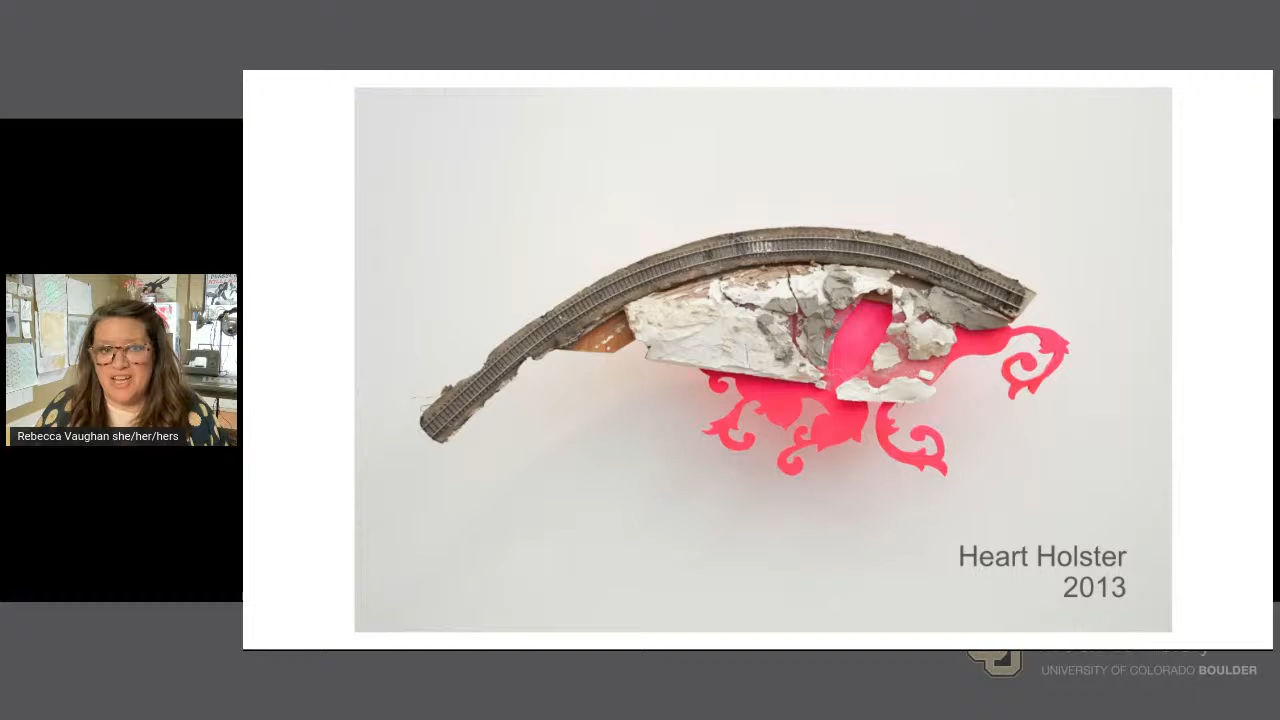 Rebecca Vaughan she/her/hers
Heart Holster
2013
UNIVERSITY OF COLORADO BOULDER